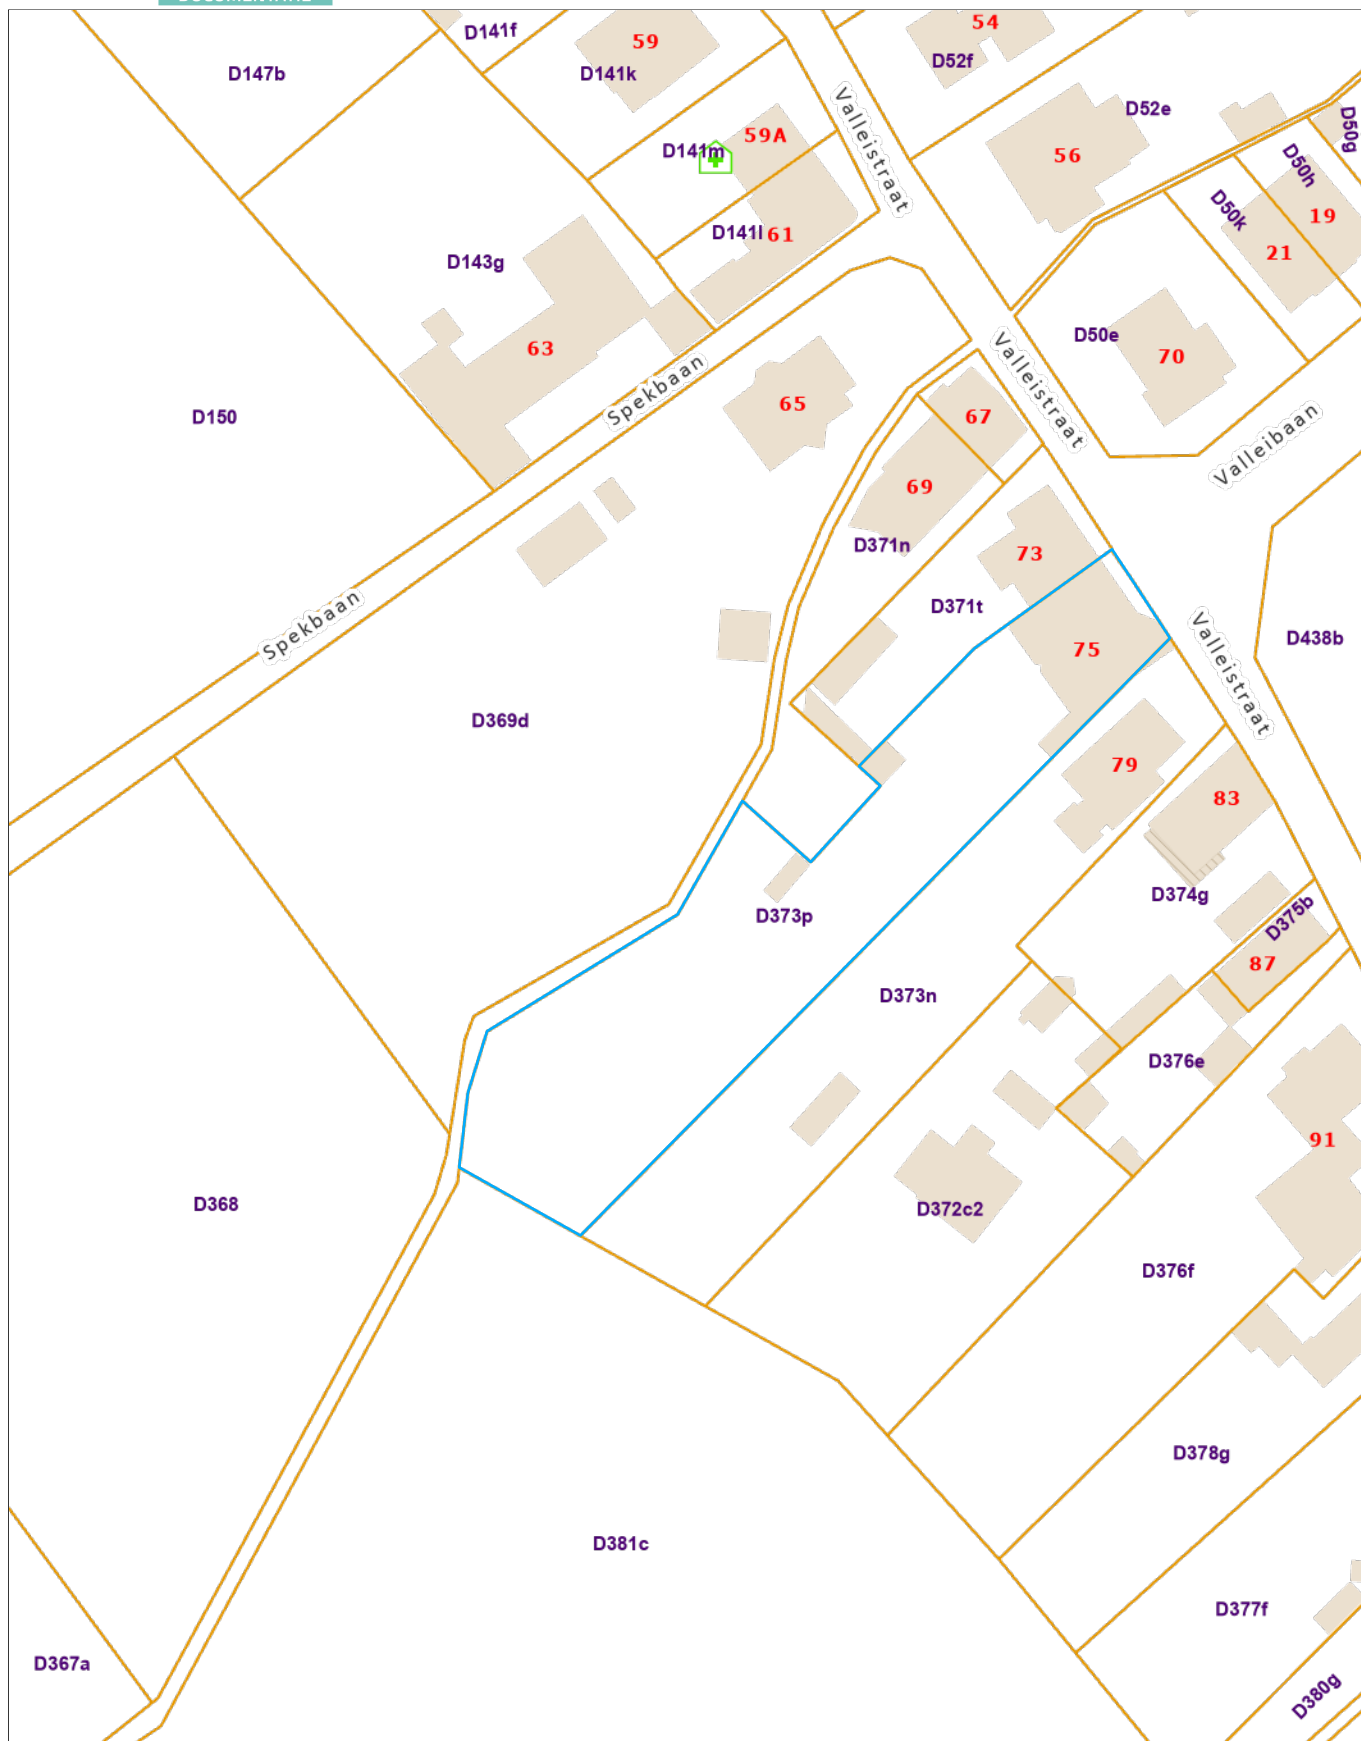 54
D141f
59
D52f
D147b
D141k
Valleistraat
D52e
D50g
59A
D141m
56
D50h
D50k
19
D141l
61
21
D143g
D50e
63
70
Valleistraat
Spekbaan
65
67
D150
Valleibaan
69
D371n
73
D371t
Spekbaan
75
Valleistraat
D438b
D369d
79
83
D374g
D373p
D375b
87
D373n
D376e
91
D368
D372c2
D376f
D378g
D381c
D377f
D367a
D380g